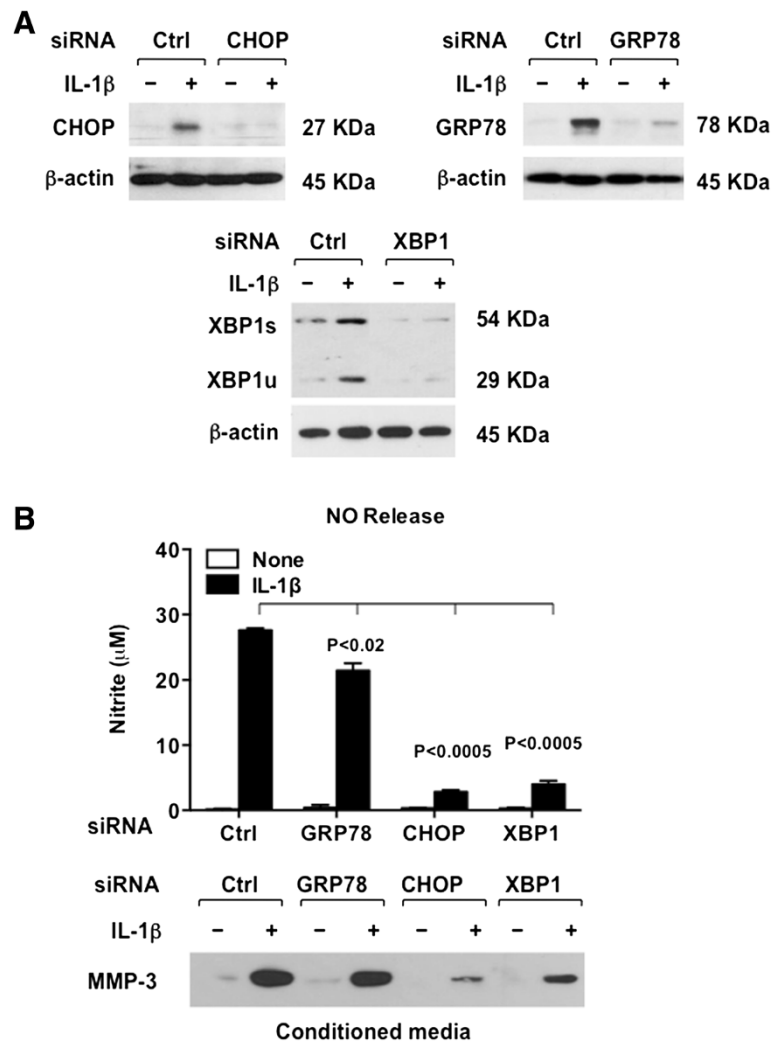 A
siRNA Ctrl CHOP
IL-1β − + − +
CHOP 27 KDa
β-actin 45 KDa
siRNA Ctrl GRP78
IL-1β − + − +
GRP78 78 KDa
β-actin 45 KDa
siRNA Ctrl XBP1
IL-1β − + − +
XBP1s 54 KDa
XBP1u 29 KDa
β-actin 45 KDa
B
NO Release
None
IL-1β
Nitrite (μM)
40
30
20
10
0
P<0.02
P<0.0005
P<0.0005
siRNA Ctrl GRP78 CHOP XBP1
siRNA Ctrl GRP78 CHOP XBP1
IL-1β − + − + − + − +
MMP-3
Conditioned media